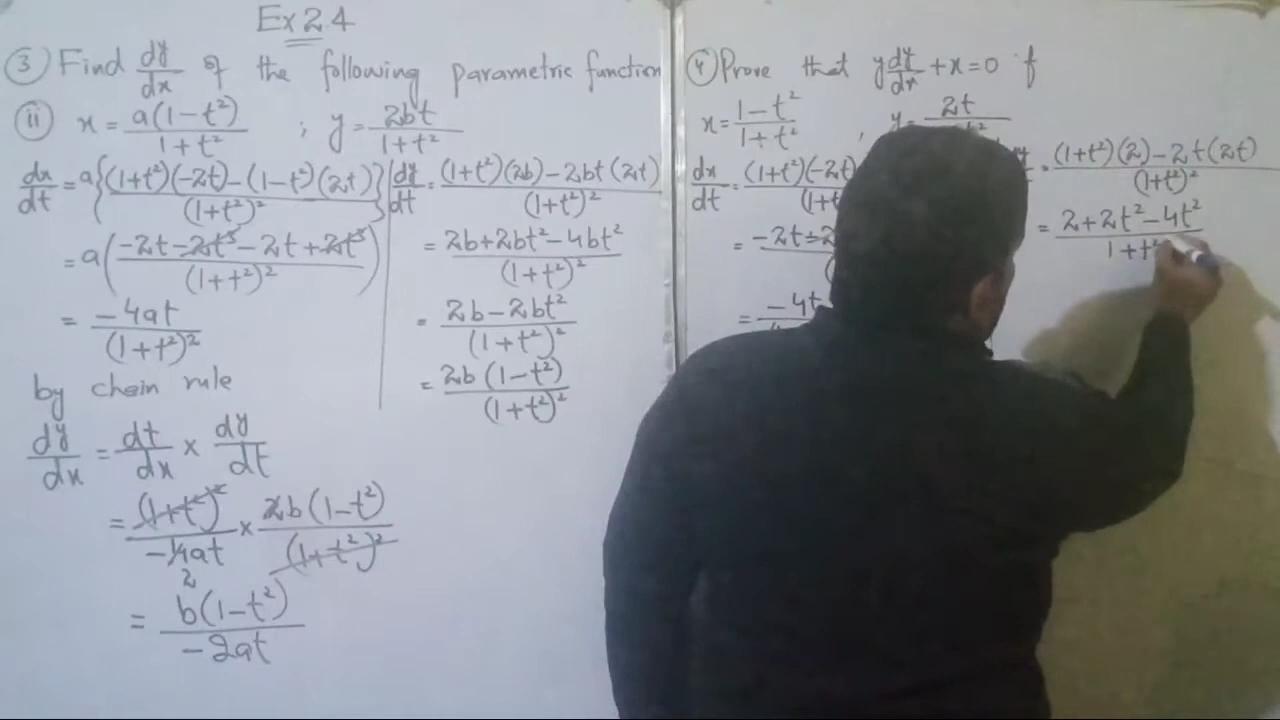 Ex 2.4
③ Find dy/dx of the following parametric function
ii x = a(1-t²)/1+t² ; y = 2bt/1+t²
dx/dt = a{(1+t²)(-2t)-(1-t²)(2t)/(1+t²)²}
= a(-2t-2t³-2t+2t³/(1+t²)²)
= -4at/(1+t²)²
by chain rule
dy/dx = dt/dx × dy/dt
= (1+t²)²/-4at × 2b(1-t²)/(1+t²)²
2
= b(1-t²)/-2at
dy/dt = (1+t²)(2b)-2bt(2t)/(1+t²)²
= 2b+2bt²-4bt²/(1+t²)²
= 2b-2bt²/(1+t²)²
= 2b(1-t²)/(1+t²)²
④ Prove that y dy/dx + x = 0 if
x = 1-t²/1+t² , y = 2t
dx/dt = (1+t²)(-2t)/(1+
= -2t-2
= -4t
= (1+t²)(2)-2t(2t)/(1+t²)²
= 2+2t²-4t²/1+t²